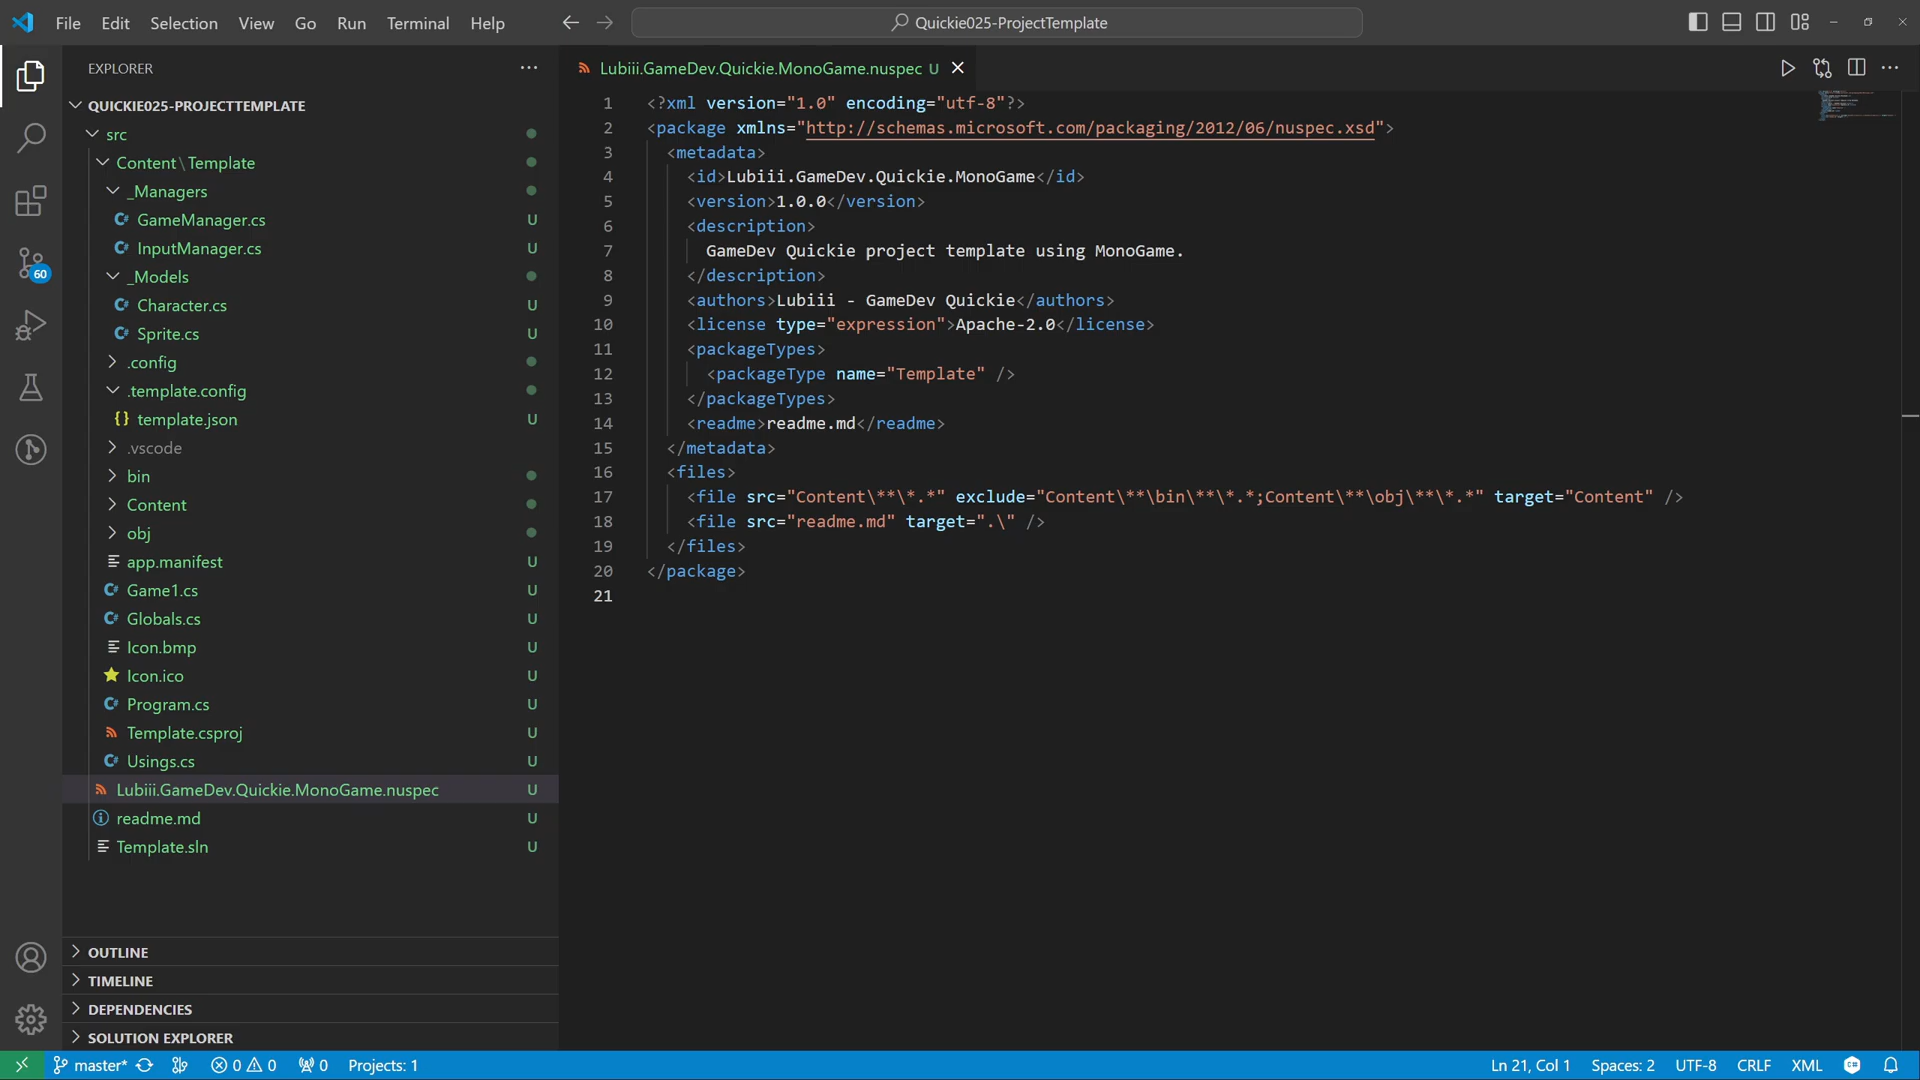 File Edit Selection View Go Run Terminal Help
Quickie025-ProjectTemplate
EXPLORER
QUICKIE025-PROJECTTEMPLATE
src
Content\Template
_Managers
GameManager.cs U
InputManager.cs U
_Models
Character.cs U
Sprite.cs U
.config
.template.config
template.json U
.vscode
bin
Content
obj
app.manifest U
Game1.cs U
Globals.cs U
Icon.bmp U
Icon.ico U
Program.cs U
Template.csproj U
Usings.cs U
Lubiii.GameDev.Quickie.MonoGame.nuspec U
readme.md U
Template.sln U
60
OUTLINE
TIMELINE
DEPENDENCIES
SOLUTION EXPLORER
Lubiii.GameDev.Quickie.MonoGame.nuspec U
1 <?xml version="1.0" encoding="utf-8"?>
2 <package xmlns="http://schemas.microsoft.com/packaging/2012/06/nuspec.xsd">
3 <metadata>
4 <id>Lubiii.GameDev.Quickie.MonoGame</id>
5 <version>1.0.0</version>
6 <description>
7 GameDev Quickie project template using MonoGame.
8 </description>
9 <authors>Lubiii - GameDev Quickie</authors>
10 <license type="expression">Apache-2.0</license>
11 <packageTypes>
12 <packageType name="Template" />
13 </packageTypes>
14 <readme>readme.md</readme>
15 </metadata>
16 <files>
17 <file src="Content\**\*.*" exclude="Content\**\bin\**\*.*;Content\**\obj\**\*.*" target="Content" />
18 <file src="readme.md" target=".\" />
19 </files>
20 </package>
21
master* 0 0 0 Projects: 1 Ln 21, Col 1 Spaces: 2 UTF-8 CRLF XML